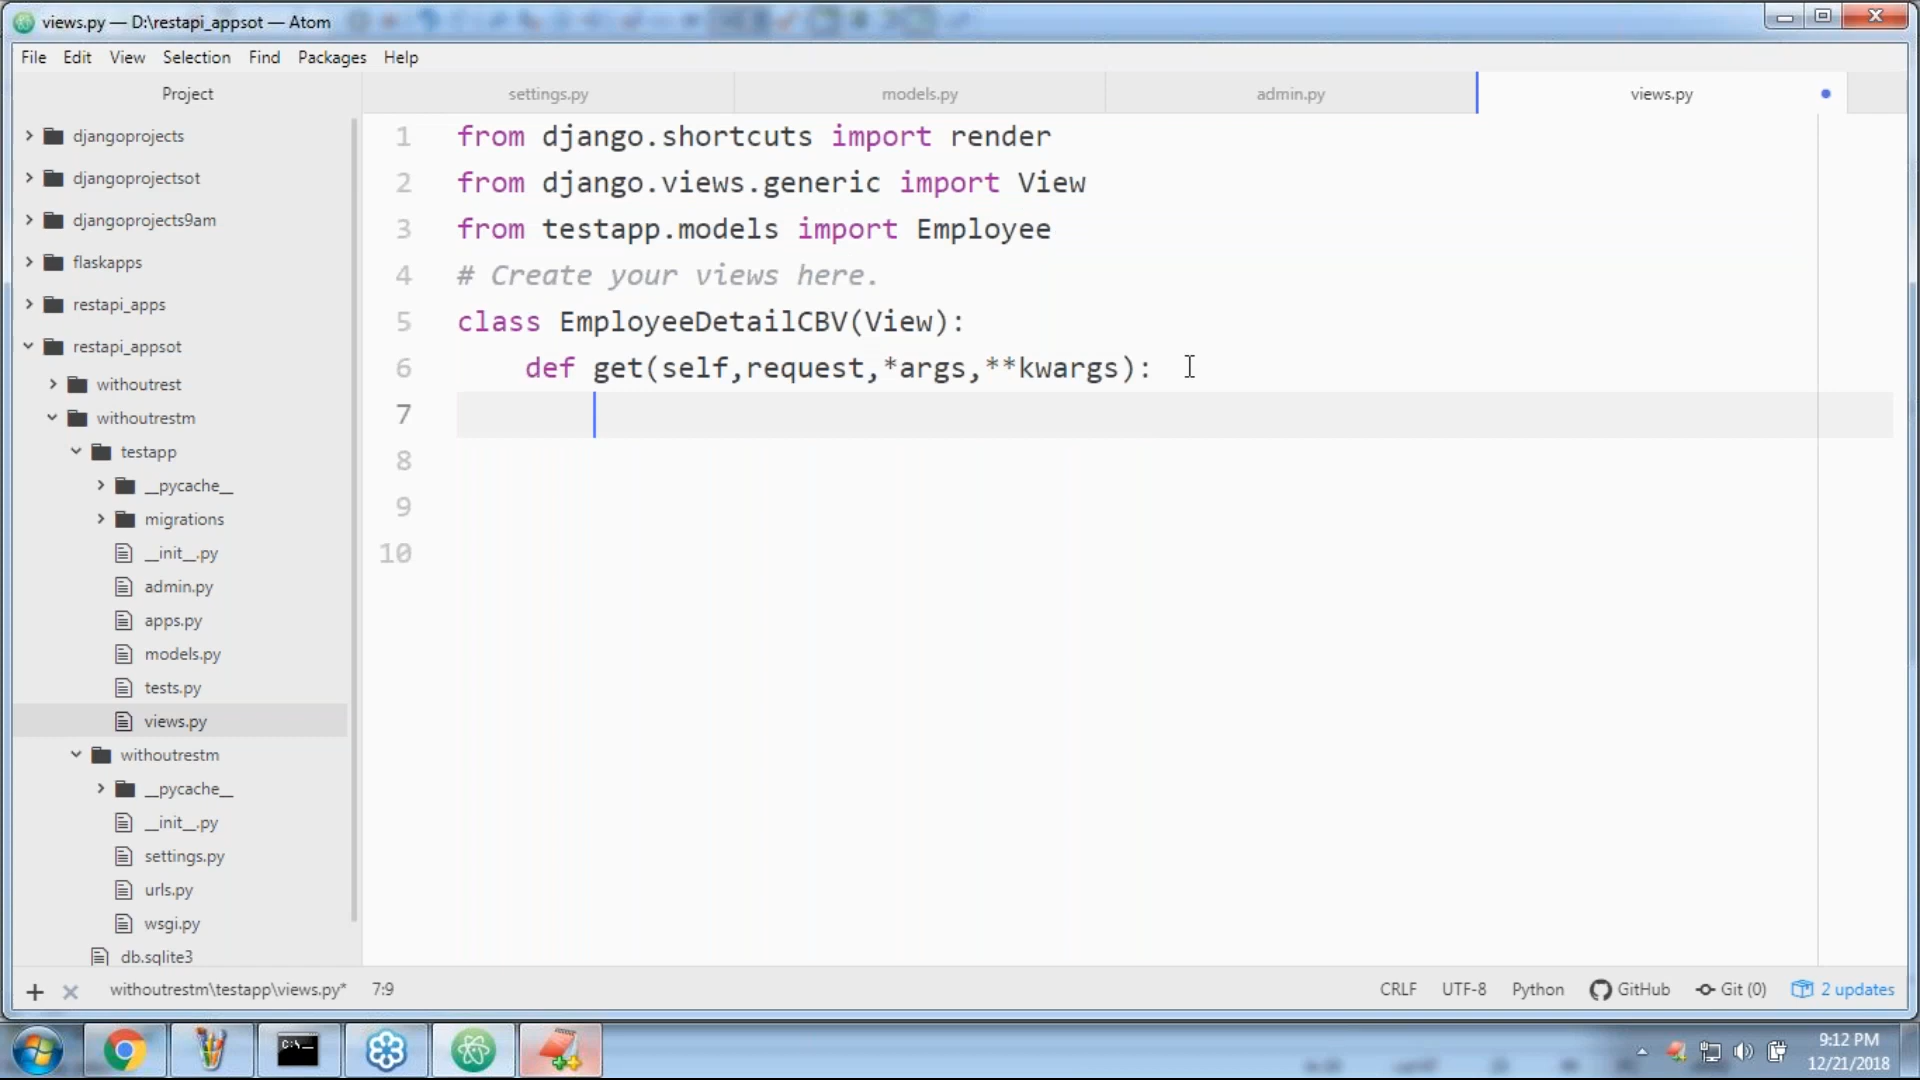 views.py — D:\restapi_appsot — Atom
File Edit View Selection Find Packages Help
Project
settings.py
models.py
admin.py
views.py
djangoprojects
djangoprojectsot
djangoprojects9am
flaskapps
restapi_apps
restapi_appsot
withoutrest
withoutrestm
testapp
__pycache__
migrations
__init__.py
admin.py
apps.py
models.py
tests.py
views.py
withoutrestm
__pycache__
__init__.py
settings.py
urls.py
wsgi.py
db.sqlite3
1 from django.shortcuts import render
2 from django.views.generic import View
3 from testapp.models import Employee
4 # Create your views here.
5 class EmployeeDetailCBV(View):
6 def get(self,request,*args,**kwargs):
7
8
9
10
withoutrestm\testapp\views.py* 7:9
CRLF UTF-8 Python GitHub Git (0) 2 updates
C:\_
9:12 PM
12/21/2018